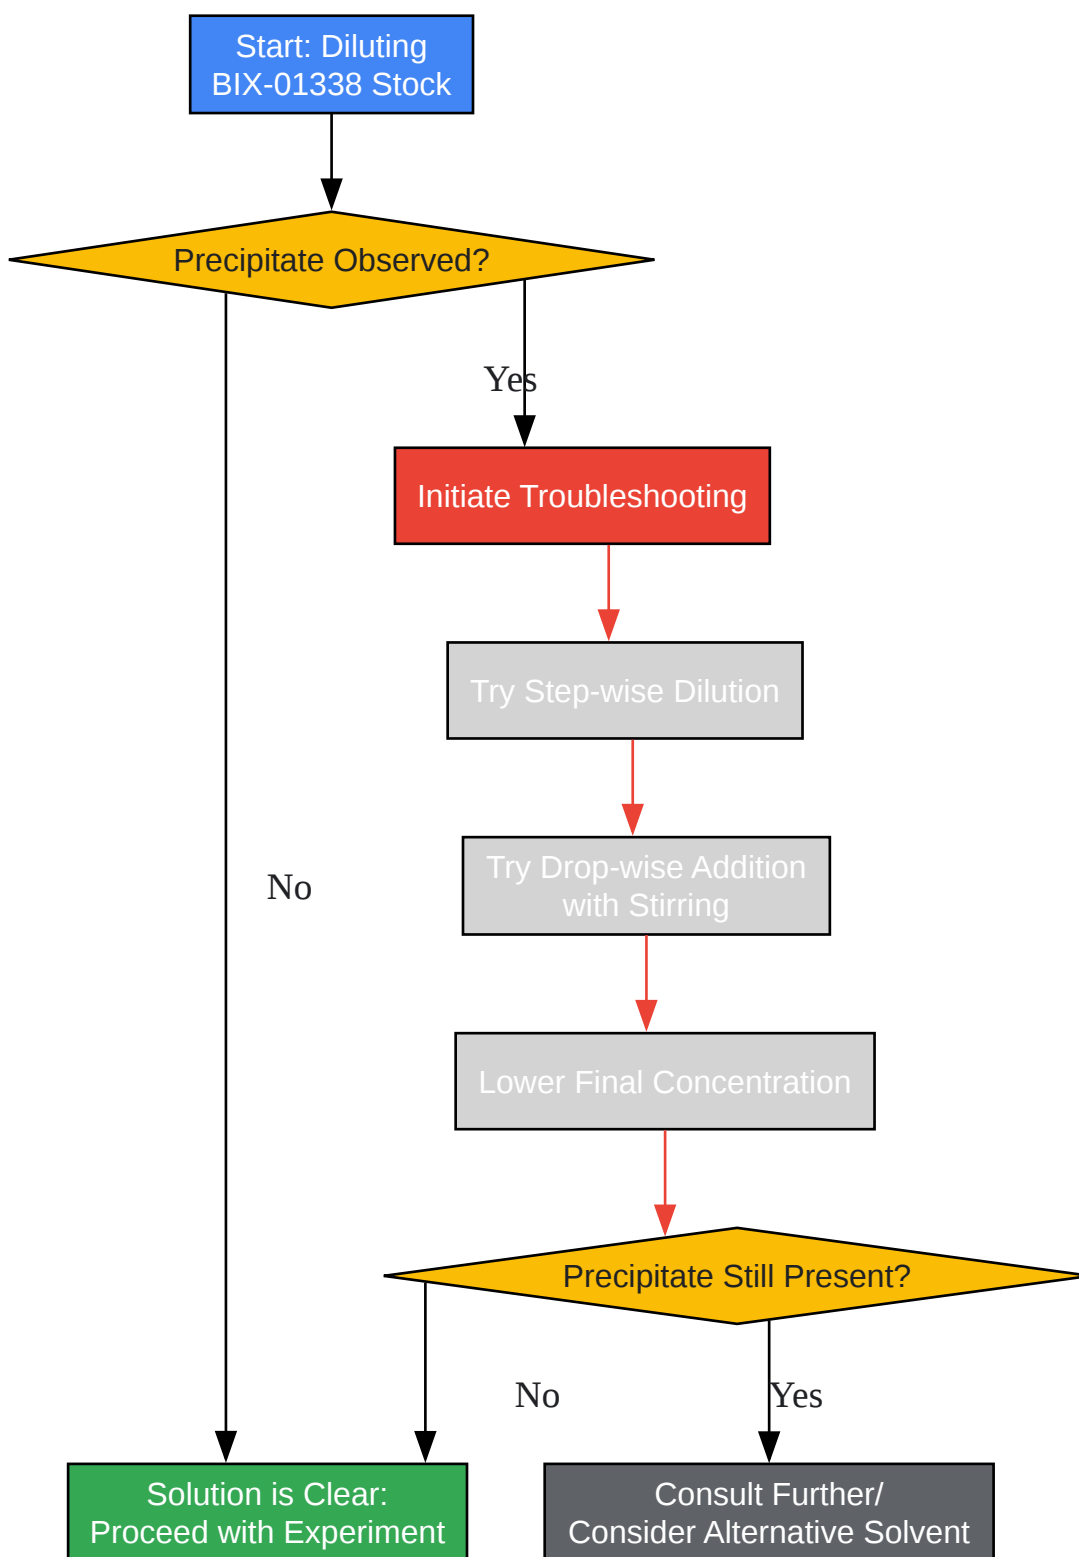 Start: Diluting
BIX-01338 Stock
Precipitate Observed?
Yes
Initiate Troubleshooting
Try Step-wise Dilution
Try Drop-wise Addition
with Stirring
No
Lower Final Concentration
Precipitate Still Present?
No
Yes
Solution is Clear:
Proceed with Experiment
Consult Further/
Consider Alternative Solvent